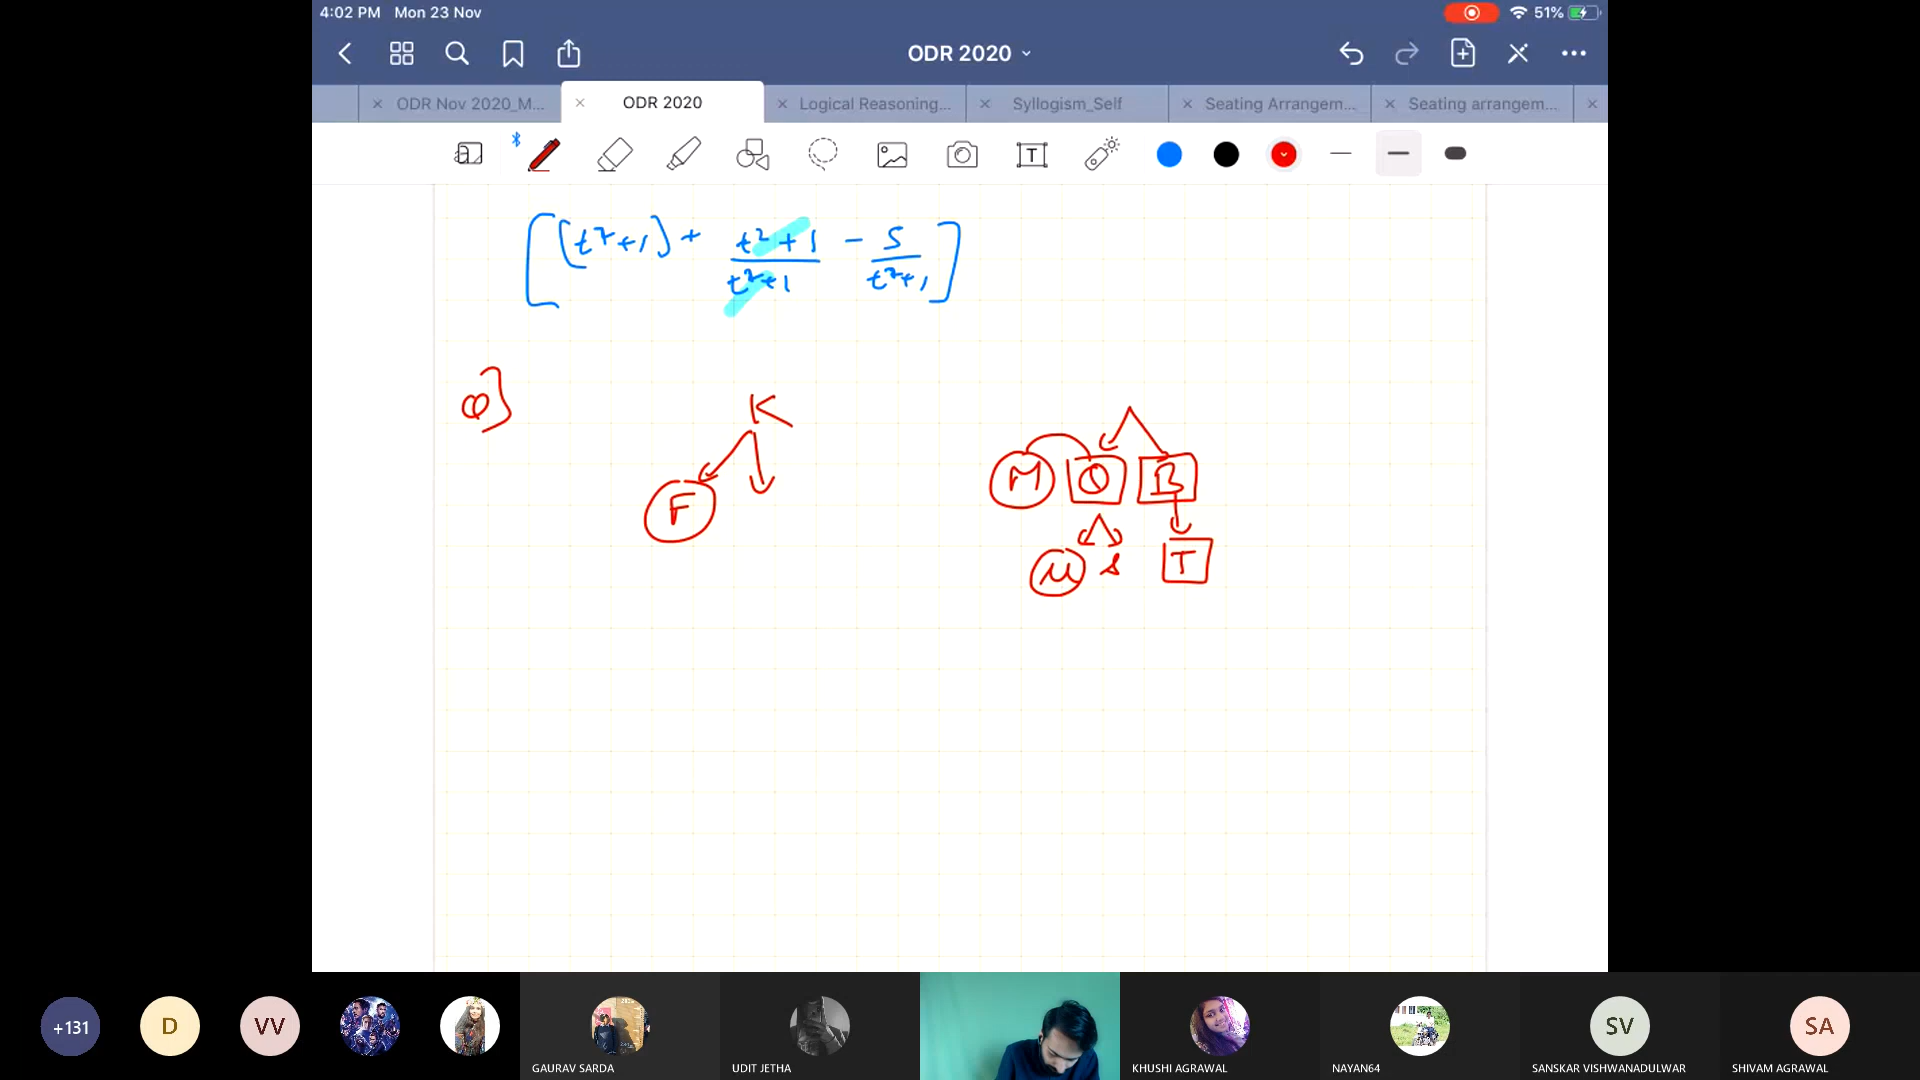 4:02 PM Mon 23 Nov 51%
ODR 2020
ODR Nov 2020_M... ODR 2020 Logical Reasoning... Syllogism_Self Seating Arrangem... Seating arrangem...
[(t²+1) + t²+1/t²+1 - 5/t²+1]
Q]
K
F
M O B
M s T
+131 D VV SV SA
GAURAV SARDA UDIT JETHA KHUSHI AGRAWAL NAYAN64 SANSKAR VISHWANADULWAR SHIVAM AGRAWAL